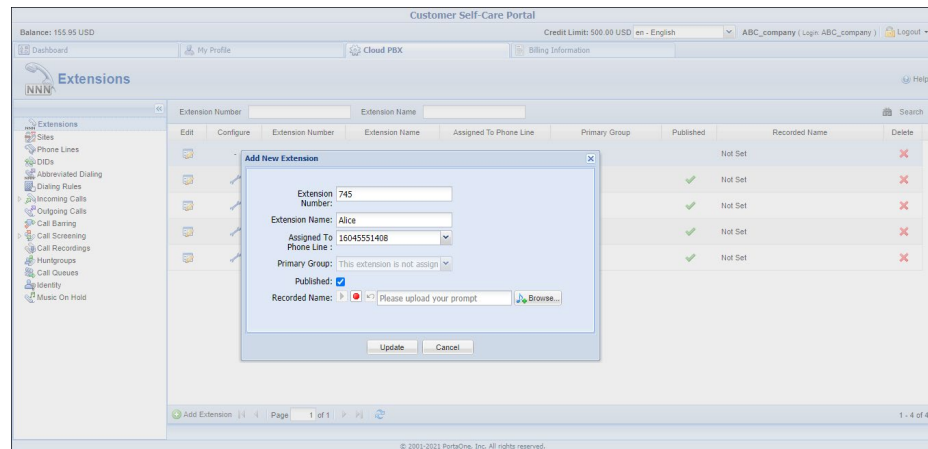 Customer Self-Care Portal
Balance: 155.95 USD
Credit Limit: 500.00 USD en - English ABC_company ( Login: ABC_company ) Logout
Dashboard My Profile Cloud PBX Billing Information
NNN Extensions Help
Extensions
Sites
Phone Lines
DIDs
Abbreviated Dialing
Dialing Rules
Incoming Calls
Outgoing Calls
Call Barring
Call Screening
Call Recordings
Huntgroups
Call Queues
Identity
Music On Hold
Extension Number Extension Name Search
Edit Configure Extension Number Extension Name Assigned To Phone Line Primary Group Published Recorded Name Delete
- Not Set
Not Set
Not Set
Not Set
Not Set
Add New Extension
Extension Number: 745
Extension Name: Alice
Assigned To Phone Line : 16045551408
Primary Group: This extension is not assign
Published:
Recorded Name: Please upload your prompt Browse...
Update Cancel
Add Extension Page 1 of 1 1 - 4 of 4
© 2001-2021 PortaOne, Inc. All rights reserved.